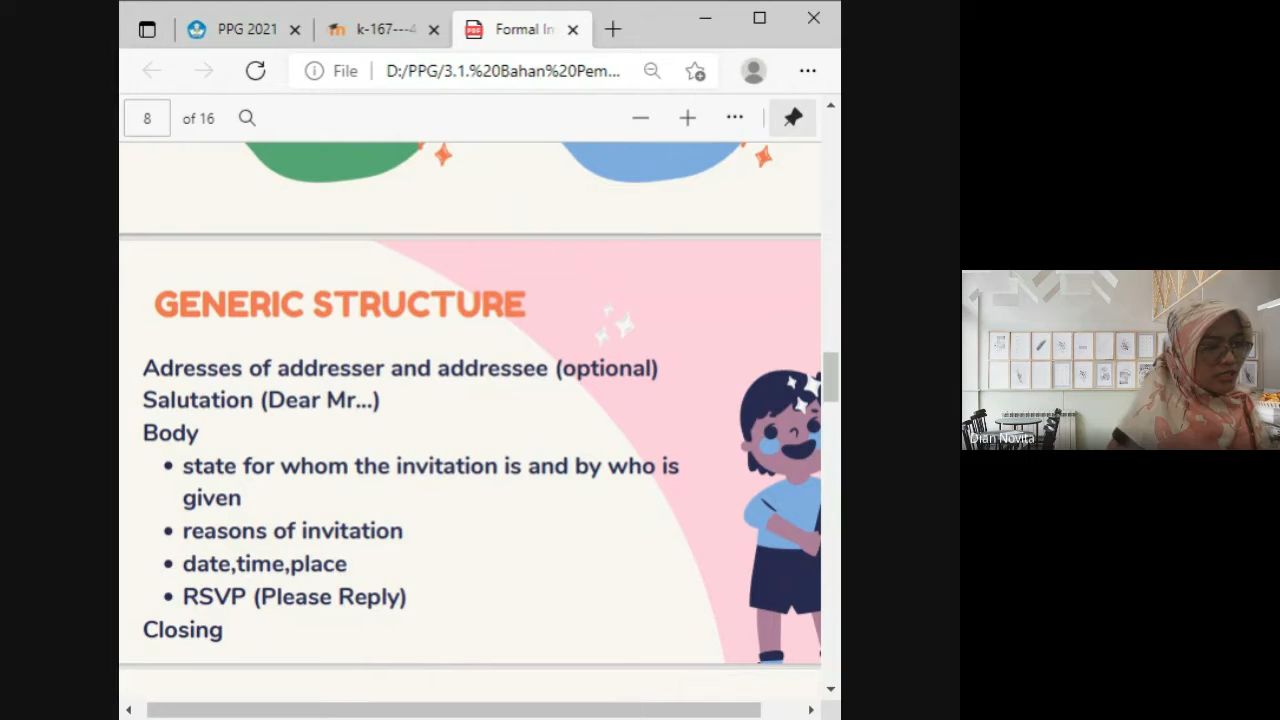 PPG 2021
k-167---4
Formal In
File
D:/PPG/3.1.%20Bahan%20Pem...
8
of 16
GENERIC STRUCTURE
Adresses of addresser and addressee (optional)
Salutation (Dear Mr...)
Body
• state for whom the invitation is and by who is
given
• reasons of invitation
• date,time,place
• RSVP (Please Reply)
Closing
Dian Novita